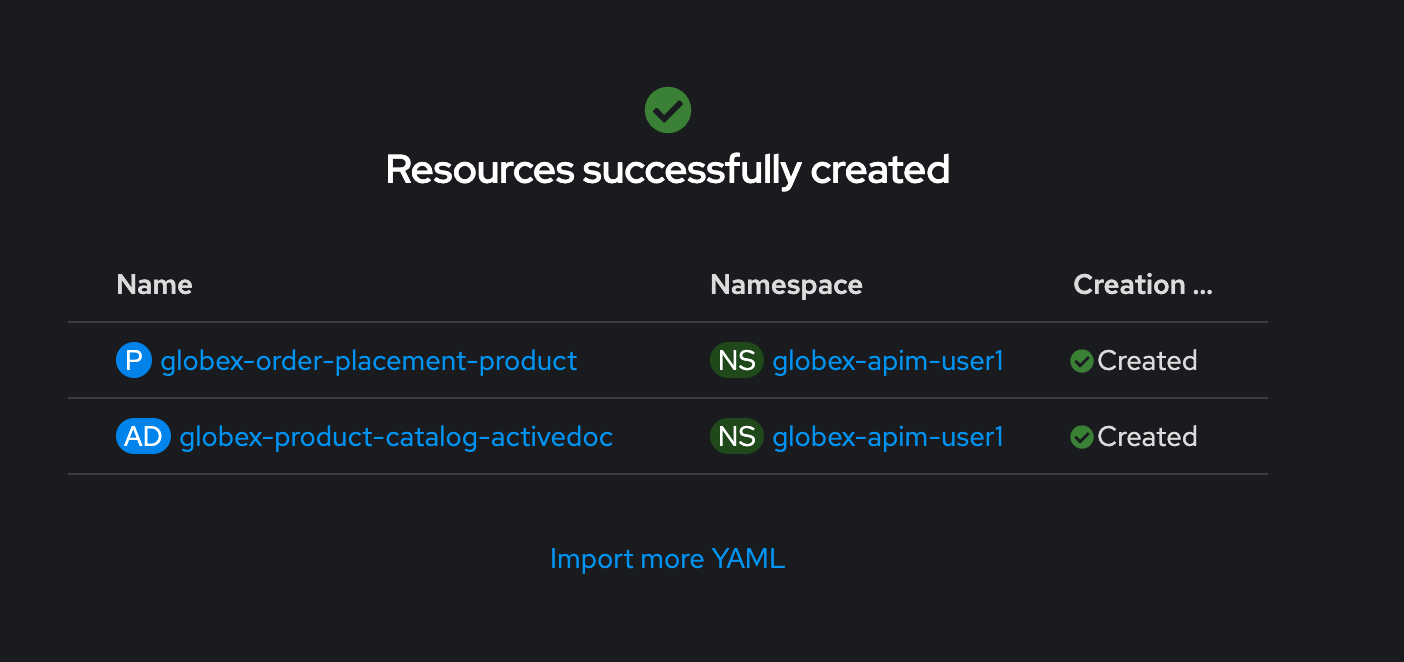 Resources successfully created
Name Namespace Creation ...
P globex-order-placement-product NS globex-apim-user1 Created
AD globex-product-catalog-activedoc NS globex-apim-user1 Created
Import more YAML